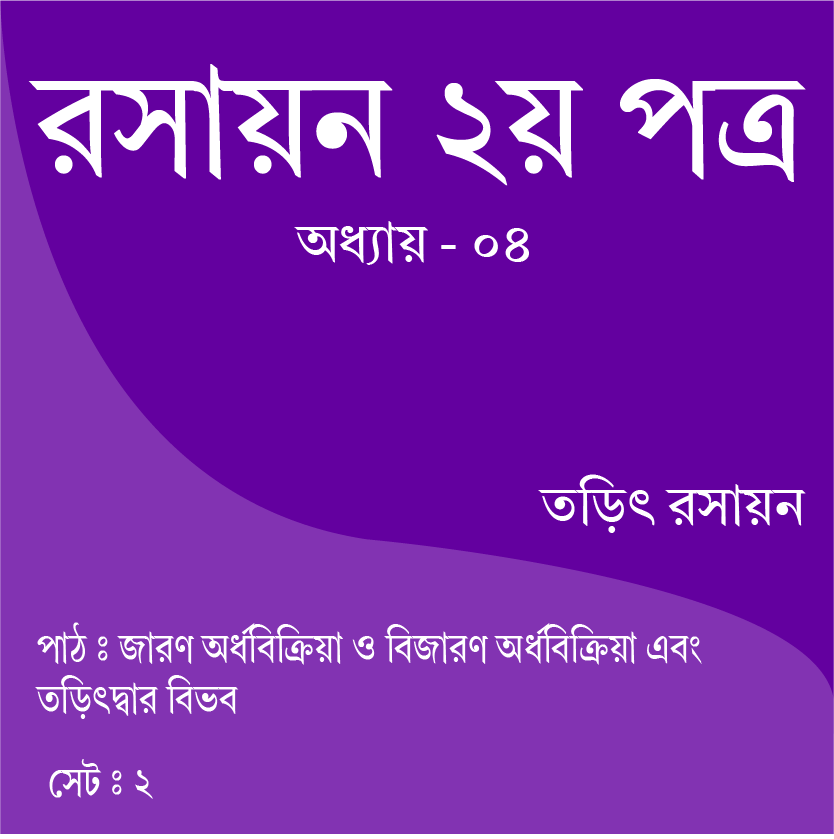 রসায়ন ২য় পত্র
অধ্যায় - ০৪
তড়িৎ রসায়ন
পাঠ ঃ জারণ অর্ধবিক্রিয়া ও বিজারণ অর্ধবিক্রিয়া এবং
তড়িৎদ্বার বিভব
সেট ঃ ২